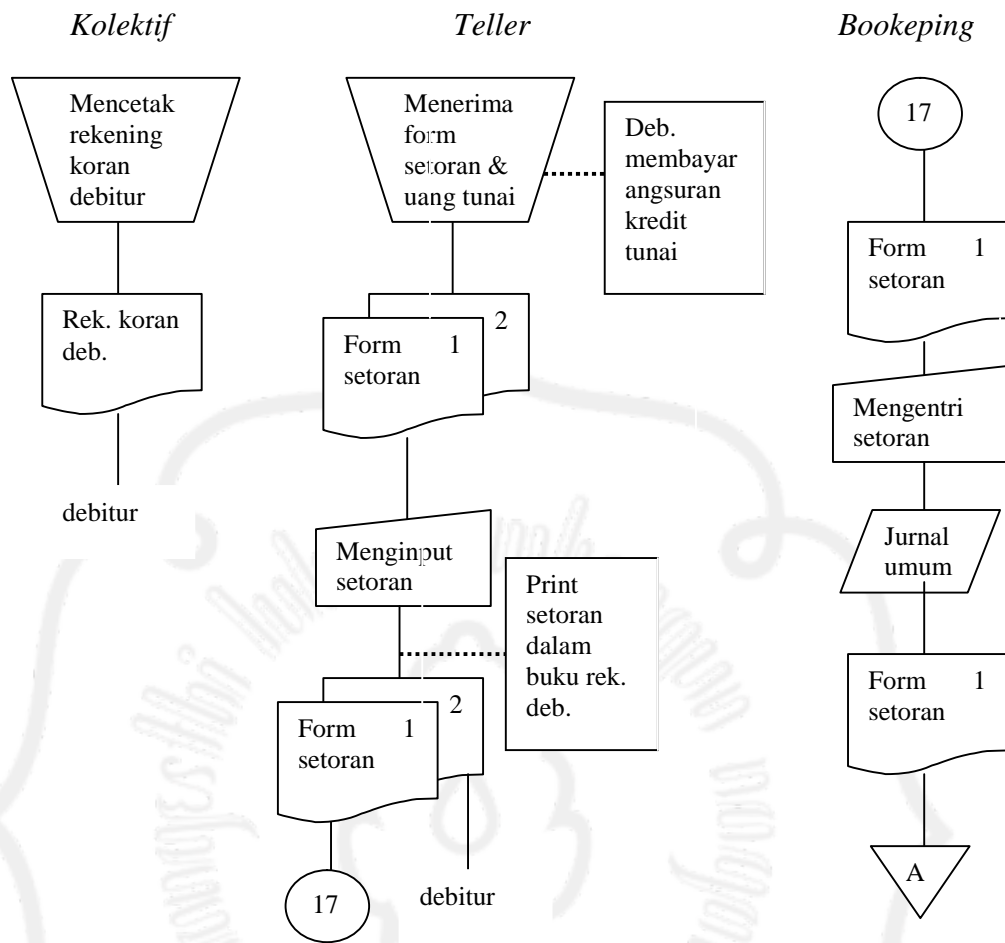 Kolektif
Mencetak
rekening
koran
debitur
Rek. koran
deb.
debitur
Teller
Menerima
form
setoran &
uang tunai
Deb.
membayar
angsuran
kredit
tunai
2
Form 1
setoran
Menginput
setoran
Print
setoran
dalam
buku rek.
deb.
2
Form 1
setoran
17
debitur
Bookeping
17
Form 1
setoran
Mengentri
setoran
Jurnal
umum
Form 1
setoran
A